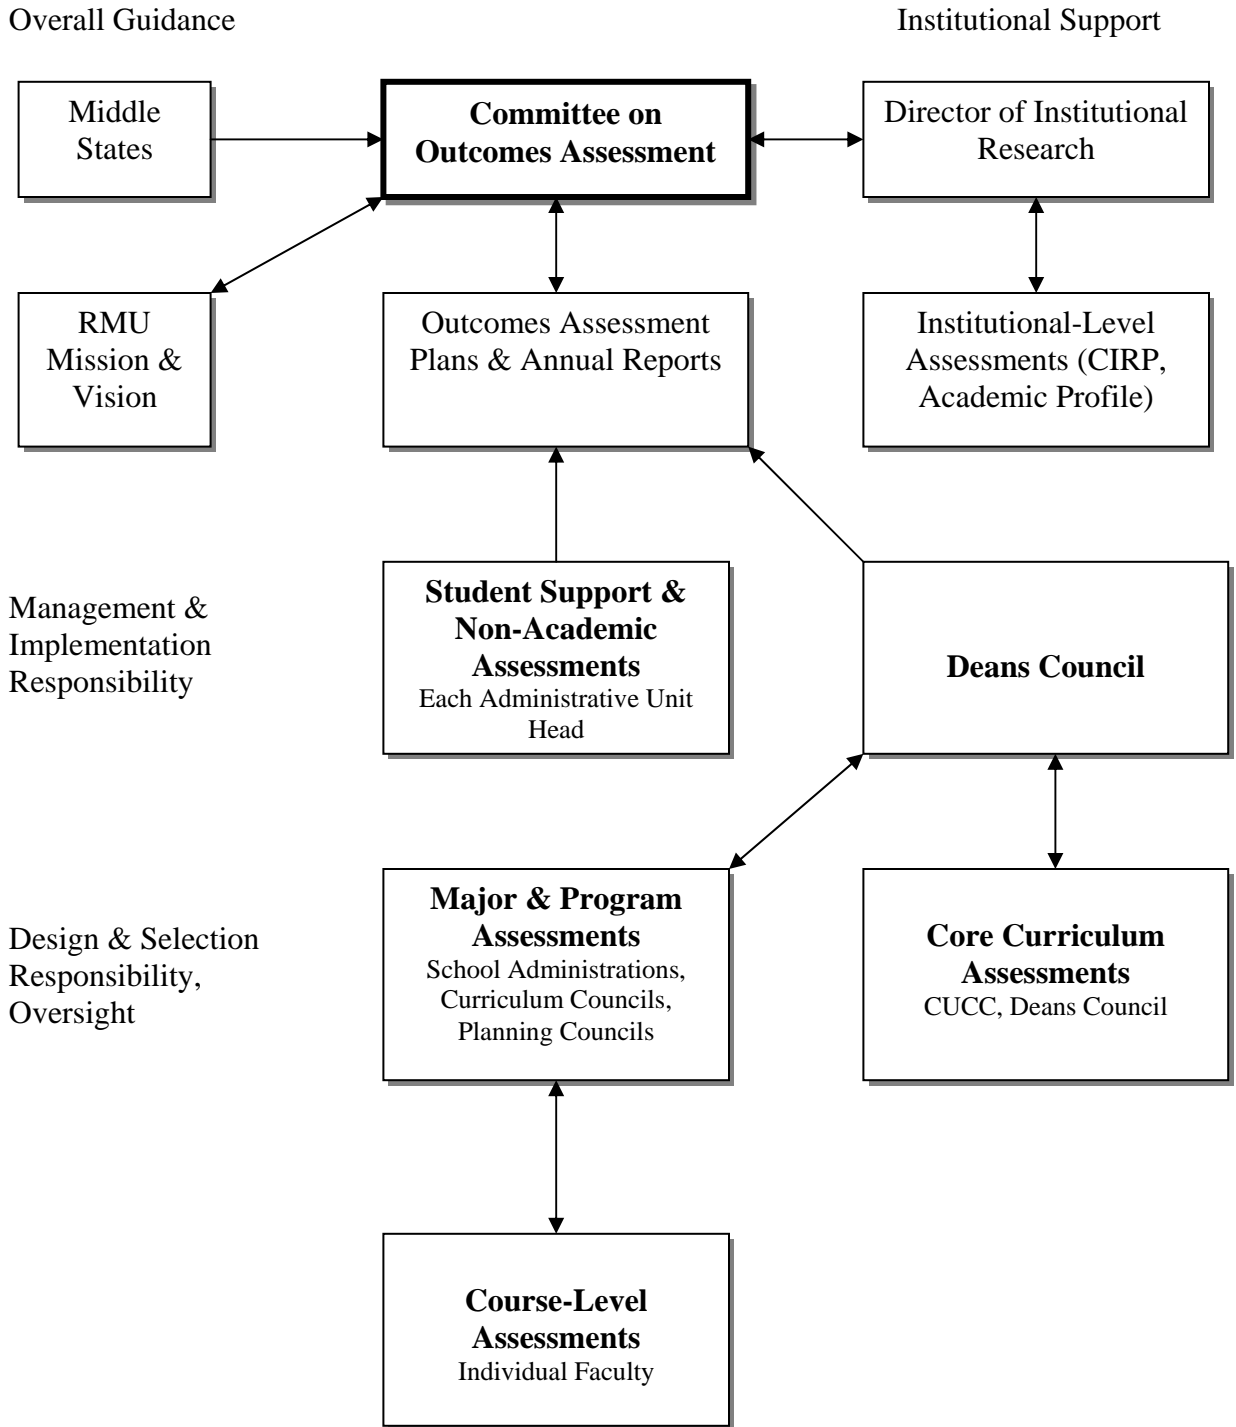 Overall Guidance
Institutional Support
Middle
States
Committee on
Outcomes Assessment
Director of Institutional
Research
RMU
Mission &
Vision
Outcomes Assessment
Plans & Annual Reports
Institutional-Level
Assessments (CIRP,
Academic Profile)
Management &
Implementation
Responsibility
Student Support &
Non-Academic
Assessments
Each Administrative Unit
Head
Deans Council
Design & Selection
Responsibility,
Oversight
Major & Program
Assessments
School Administrations,
Curriculum Councils,
Planning Councils
Core Curriculum
Assessments
CUCC, Deans Council
Course-Level
Assessments
Individual Faculty